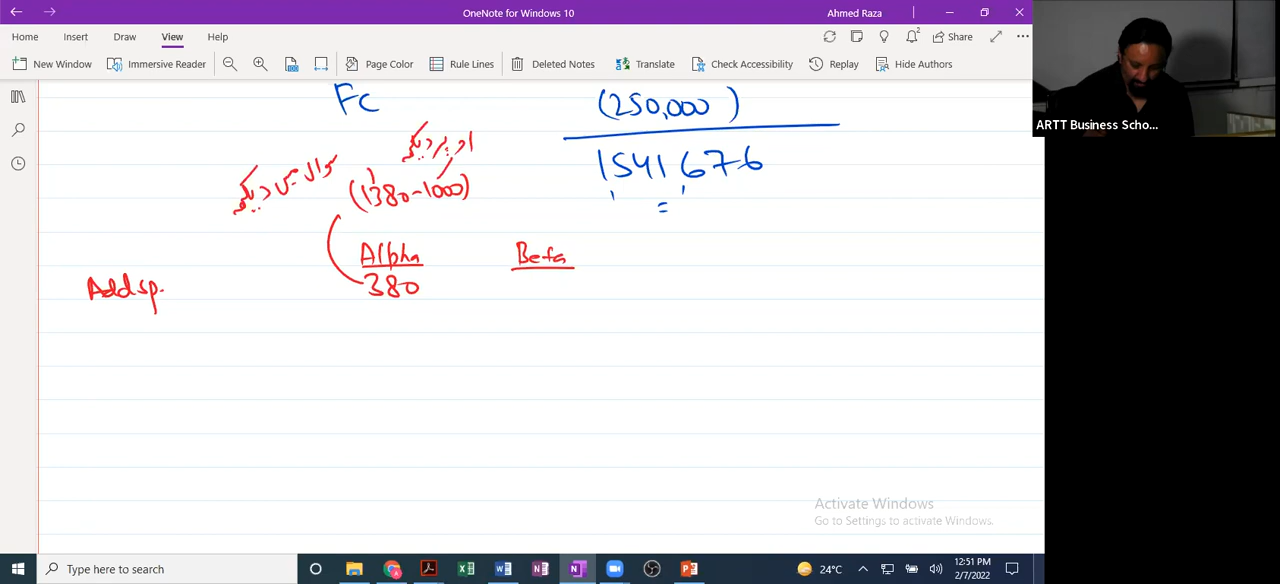 OneNote for Windows 10
Ahmed Raza
Home Insert Draw View Help
Share
New Window Immersive Reader Page Color Rule Lines Deleted Notes Translate Check Accessibility Replay Hide Authors
ARTT Business Scho...
FC (250,000)
1541676
=
(1380-1000)
Alpha Beta
Add sp. 380
Activate Windows
Go to Settings to activate Windows.
Type here to search
24°C
12:51 PM
2/7/2022